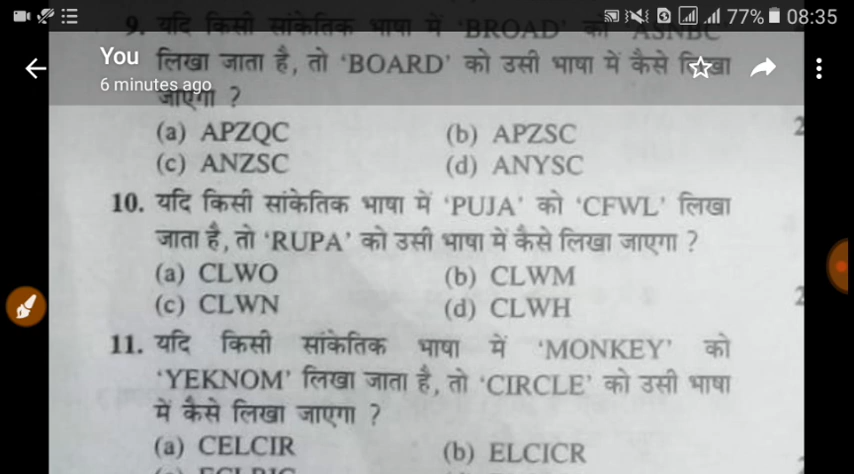 77% 08:35
9. यदि किसी सांकेतिक भाषा में 'BROAD' को 'ASNBC'
You
6 minutes ago
लिखा जाता है, तो 'BOARD' को उसी भाषा में कैसे लिखा
जाएगा ?
(a) APZQC (b) APZSC
2
(c) ANZSC (d) ANYSC
10. यदि किसी सांकेतिक भाषा में 'PUJA' को 'CFWL' लिखा
जाता है, तो 'RUPA' को उसी भाषा में कैसे लिखा जाएगा ?
(a) CLWO (b) CLWM
2
(c) CLWN (d) CLWH
11. यदि किसी सांकेतिक भाषा में 'MONKEY' को
'YEKNOM' लिखा जाता है, तो 'CIRCLE' को उसी भाषा
में कैसे लिखा जाएगा ?
(a) CELCIR (b) ELCICR